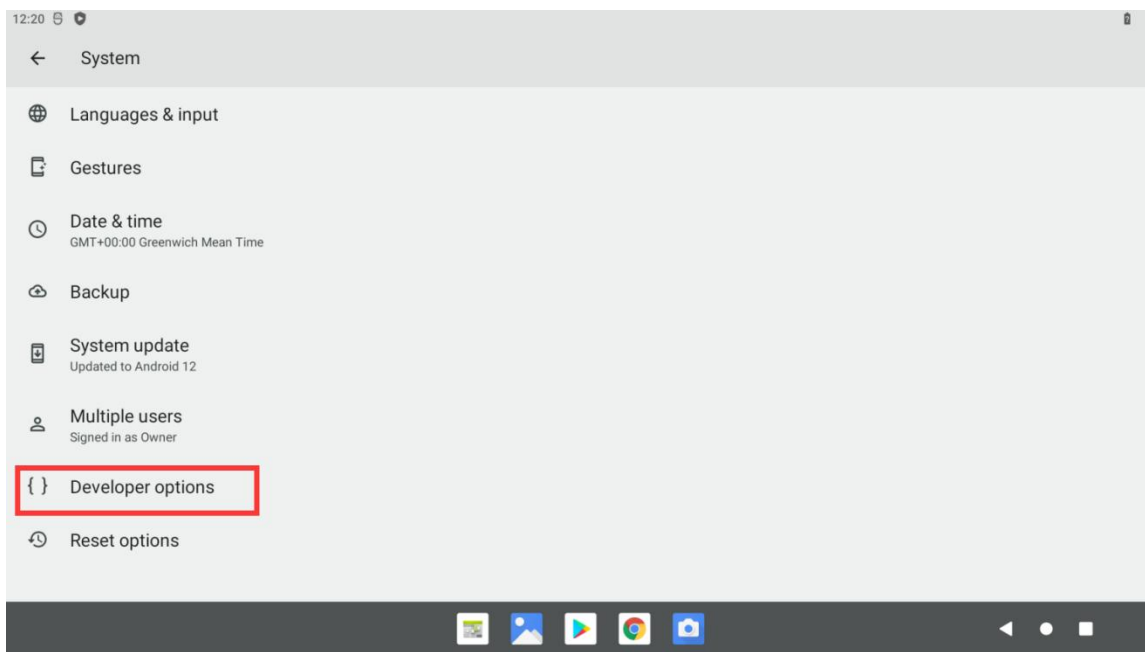 12:20
System
Languages & input
Gestures
Date & time
GMT+00:00 Greenwich Mean Time
Backup
System update
Updated to Android 12
Multiple users
Signed in as Owner
{ } Developer options
Reset options